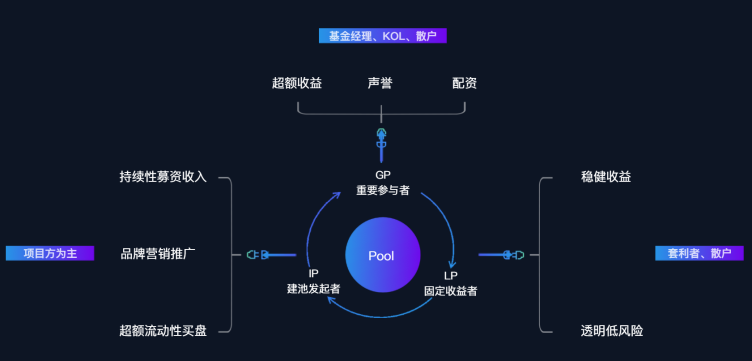 基金经理、KOL、散户
超额收益
声誉
配资
GP
重要参与者
持续性募资收入
稳健收益
项目方为主
品牌营销推广
Pool
套利者、散户
IP
建池发起者
LP
固定收益者
超额流动性买盘
透明低风险